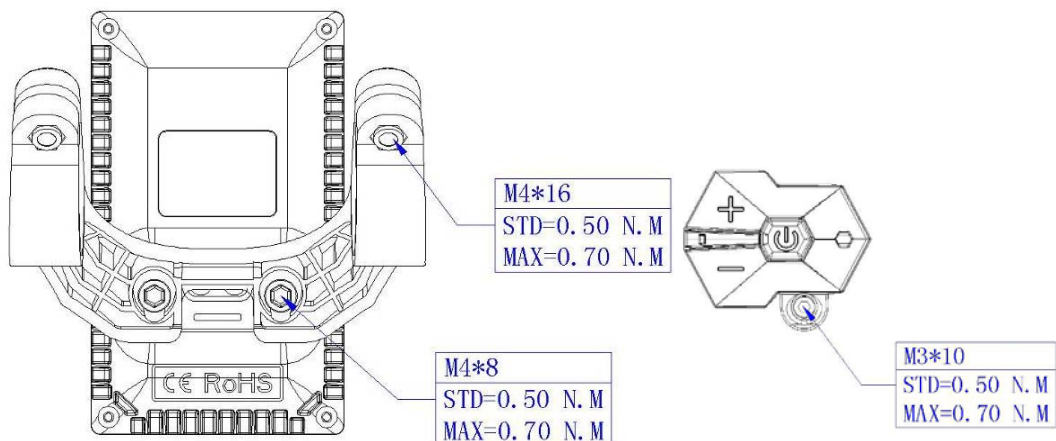 M4*16
STD=0.50 N.M
MAX=0.70 N.M
M4*8
STD=0.50 N.M
MAX=0.70 N.M
CE RoHS
M3*10
STD=0.50 N.M
MAX=0.70 N.M